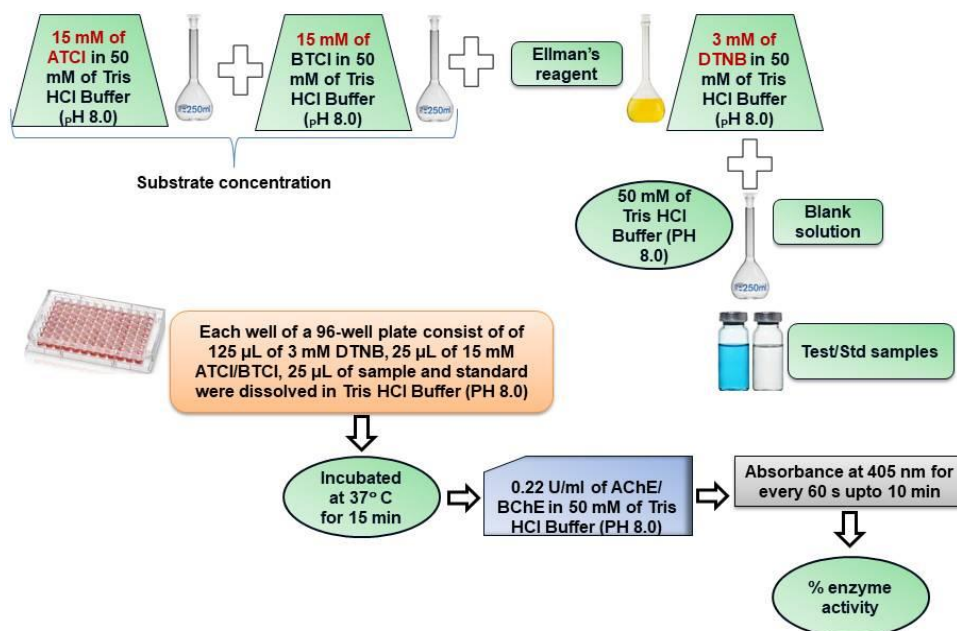 15 mM of
ATCI in 50
mM of Tris
HCl Buffer
(pH 8.0)
15 mM of
BTCI in 50
mM of Tris
HCl Buffer
(pH 8.0)
Ellman's
reagent
3 mM of
DTNB in 50
mM of Tris
HCl Buffer
(pH 8.0)
I=250ml
I=250ml
Substrate concentration
50 mM of
Tris HCl
Buffer (PH
8.0)
Blank
solution
I=250ml
Test/Std samples
Each well of a 96-well plate consist of of
125 µL of 3 mM DTNB, 25 µL of 15 mM
ATCI/BTCI, 25 µL of sample and standard
were dissolved in Tris HCl Buffer (PH 8.0)
Incubated
at 37° C
for 15 min
0.22 U/ml of AChE/
BChE in 50 mM of Tris
HCl Buffer (PH 8.0)
Absorbance at 405 nm for
every 60 s upto 10 min
% enzyme
activity